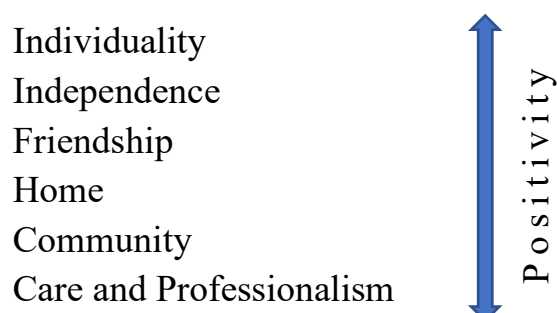 Individuality
Independence
Friendship
Home
Community
Care and Professionalism
Positivity